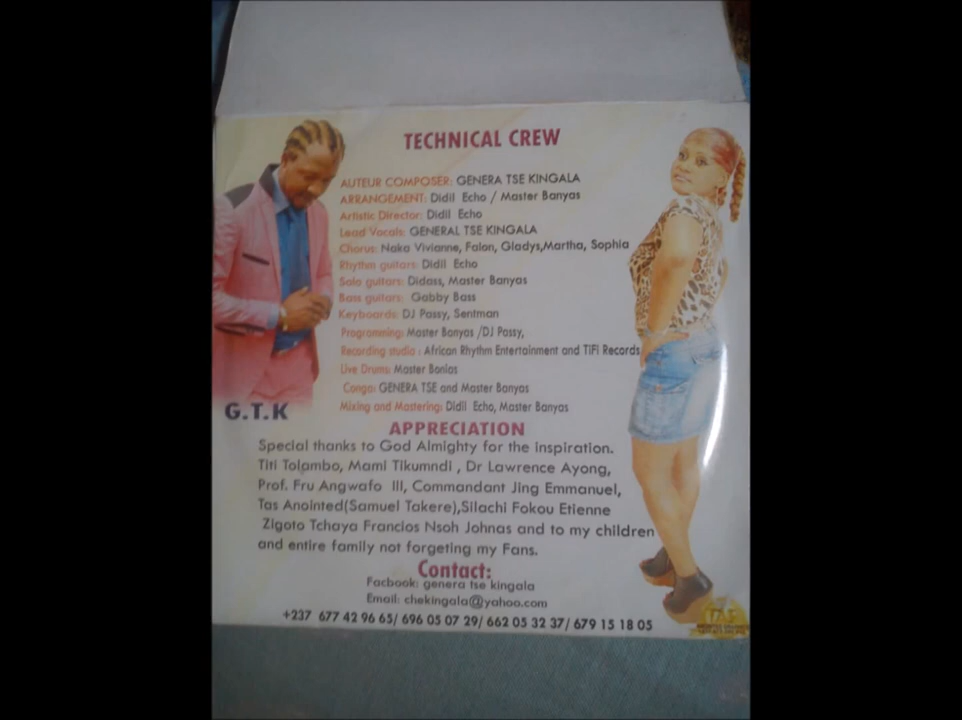 TECHNICAL CREW
AUTEUR COMPOSER: GENERA TSE KINGALA
ARRANGEMENT: Didil Echo / Master Banyas
Artistic Director: Didil Echo
Lead Vocals: GENERAL TSE KINGALA
Chorus: Naka Vivianne, Falon, Gladys,Martha, Sophia
Rhythm guitars: Didil Echo
Solo guitars: Didass, Master Banyas
Bass guitars: Gabby Bass
Keyboards: DJ Passy, Sentman
Programming: Master Banyas /DJ Passy,
Recording studio : African Rhythm Entertainment and TiFi Records
Live Drums: Master Banias
Conga: GENERA TSE and Master Banyas
Mixing and Mastering: Didil Echo, Master Banyas
G.T.K
APPRECIATION
Special thanks to God Almighty for the inspiration.
Titi Tolambo, Mami Tikumndi , Dr Lawrence Ayong,
Prof. Fru Angwafo III, Commandant Jing Emmanuel,
Tas Anointed(Samuel Takere),Silachi Fokou Etienne
Zigoto Tchaya Francios Nsoh Johnas and to my children
and entire family not forgeting my Fans.
Contact:
Facbook: genera tse kingala
Email: chekingala@yahoo.com
+237 677 42 96 65/ 696 05 07 29/ 662 05 32 37/ 679 15 18 05